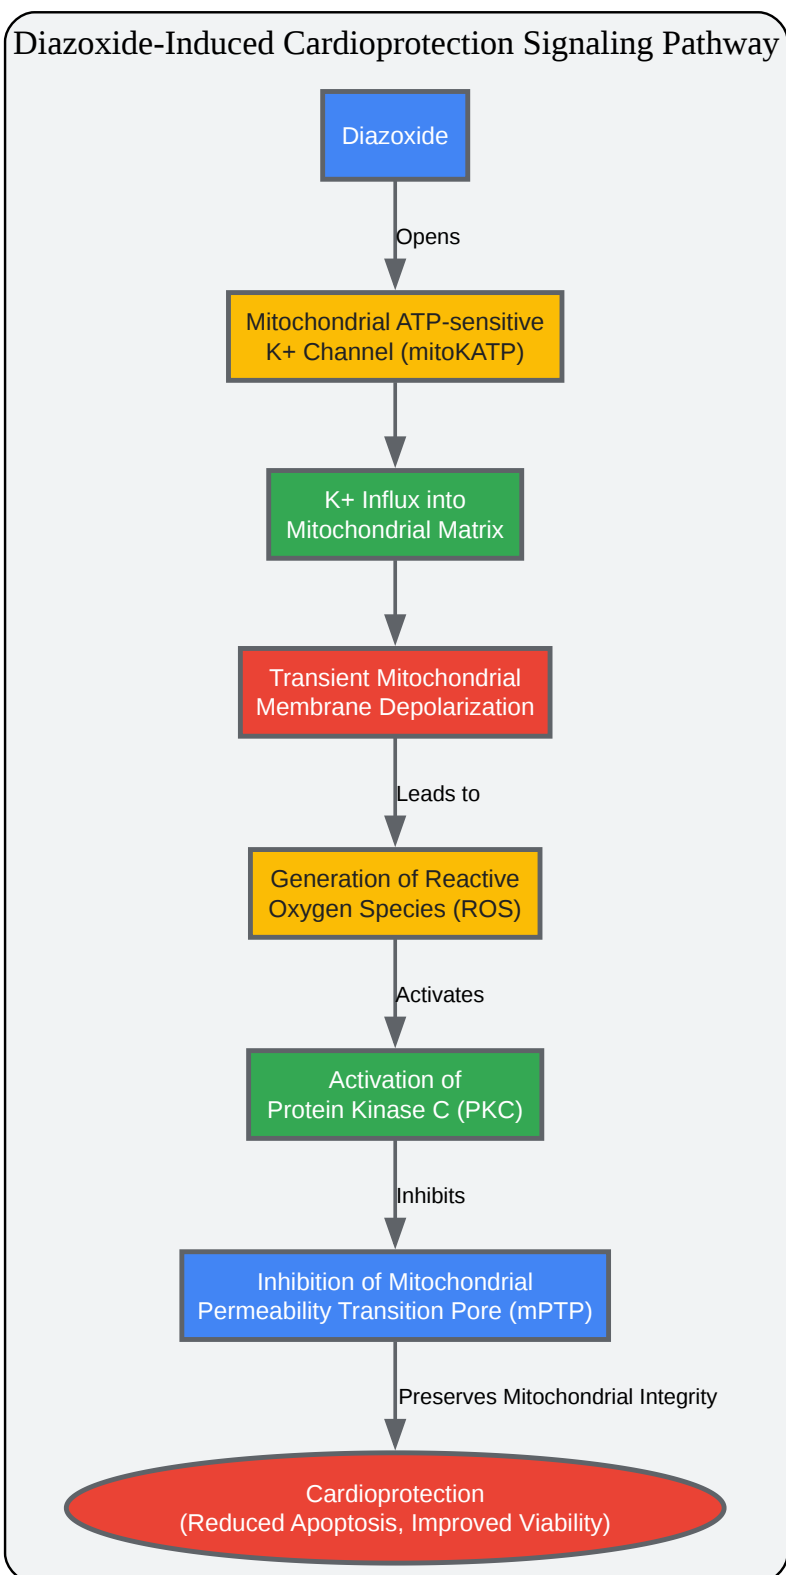 Diazoxide-Induced Cardioprotection Signaling Pathway
Diazoxide
Opens
Mitochondrial ATP-sensitive
K+ Channel (mitoKATP)
K+ Influx into
Mitochondrial Matrix
Transient Mitochondrial
Membrane Depolarization
Leads to
Generation of Reactive
Oxygen Species (ROS)
Activates
Activation of
Protein Kinase C (PKC)
Inhibits
Inhibition of Mitochondrial
Permeability Transition Pore (mPTP)
Preserves Mitochondrial Integrity
Cardioprotection
(Reduced Apoptosis, Improved Viability)